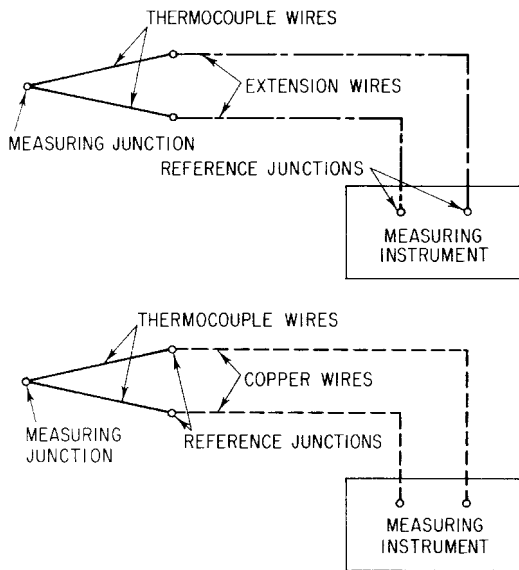 THERMOCOUPLE WIRES
EXTENSION WIRES
MEASURING JUNCTION
REFERENCE JUNCTIONS
MEASURING
INSTRUMENT
THERMOCOUPLE WIRES
COPPER WIRES
MEASURING
JUNCTION
REFERENCE JUNCTIONS
MEASURING
INSTRUMENT